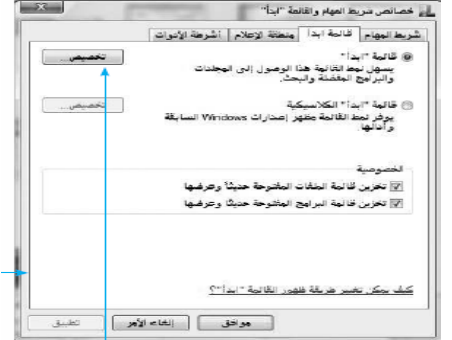 خصائص شريط المهام والقائمة "ابدأ"
شريط المهام قائمة ابدأ منطقة الإعلام أشرطة الأدوات
قائمة "ابدأ" تخصيص...
يسهل نمط القائمة هذا الوصول إلى المجلدات
والبرامج المفضلة والبحث.
قائمة "ابدأ" الكلاسيكية تخصيص...
يوفر نمط القائمة مظهر إصدارات Windows السابقة
وأدائها.
الخصوصية
تخزين قائمة الملفات المفتوحة حديثًا وعرضها
تخزين قائمة البرامج المفتوحة حديثًا وعرضها
كيف يمكن تغيير طريقة ظهور القائمة "ابدأ"؟
موافق إلغاء الأمر تطبيق